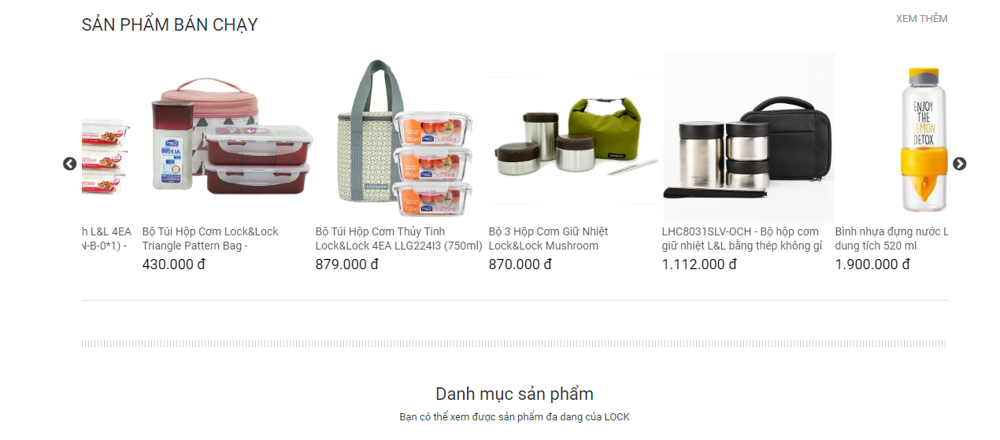 SẢN PHẨM BÁN CHẠY
XEM THÊM
ENJOY
THE
LEMON
DETOX
750ml
h L&L 4EA
N-B-0*1) -
Bộ Túi Hộp Cơm Lock&Lock
Triangle Pattern Bag -
430.000 đ
Bộ Túi Hộp Cơm Thủy Tinh
Lock&Lock 4EA LLG224I3 (750ml)
879.000 đ
Bộ 3 Hộp Cơm Giữ Nhiệt
Lock&Lock Mushroom
870.000 đ
LHC8031SLV-OCH - Bộ hộp cơm
giữ nhiệt L&L bằng thép không gỉ
1.112.000 đ
Bình nhựa đựng nước L
dung tích 520 ml
1.900.000 đ
Danh mục sản phẩm
Bạn có thể xem được sản phẩm đa dang của LOCK